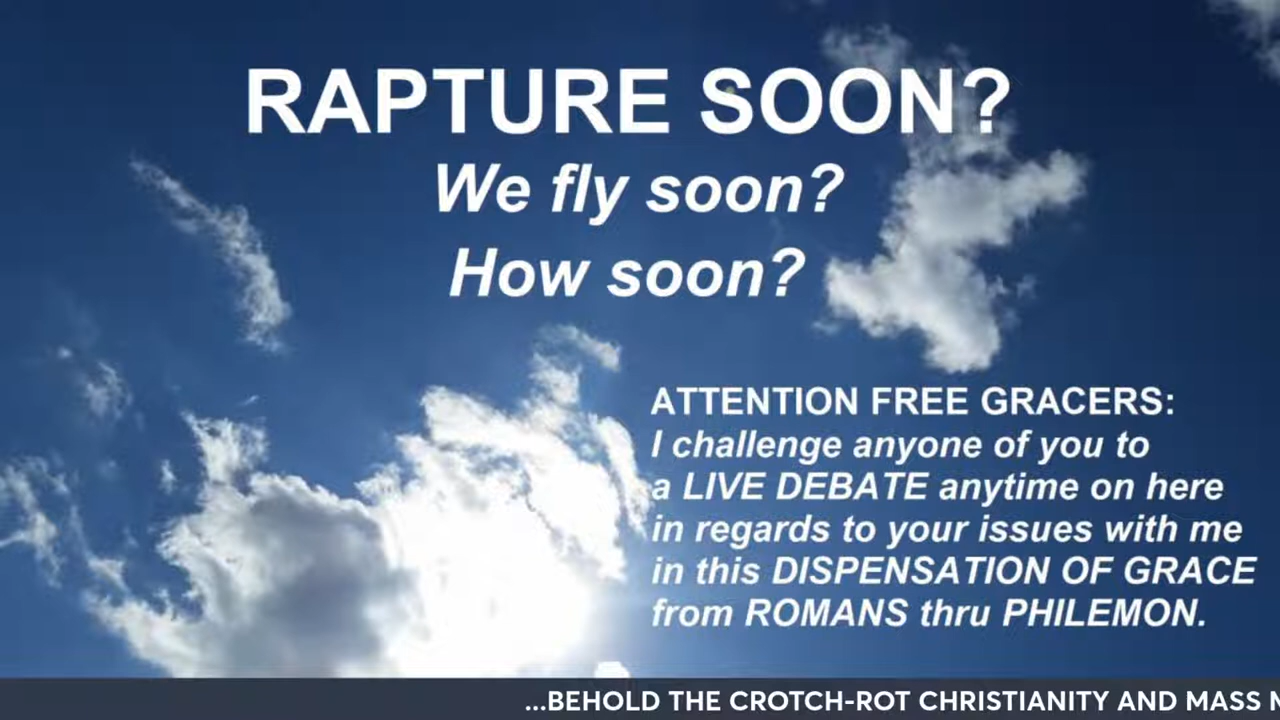 RAPTURE SOON?
We fly soon?
How soon?
ATTENTION FREE GRACERS:
I challenge anyone of you to
a LIVE DEBATE anytime on here
in regards to your issues with me
in this DISPENSATION OF GRACE
from ROMANS thru PHILEMON.
...BEHOLD THE CROTCH-ROT CHRISTIANITY AND MASS